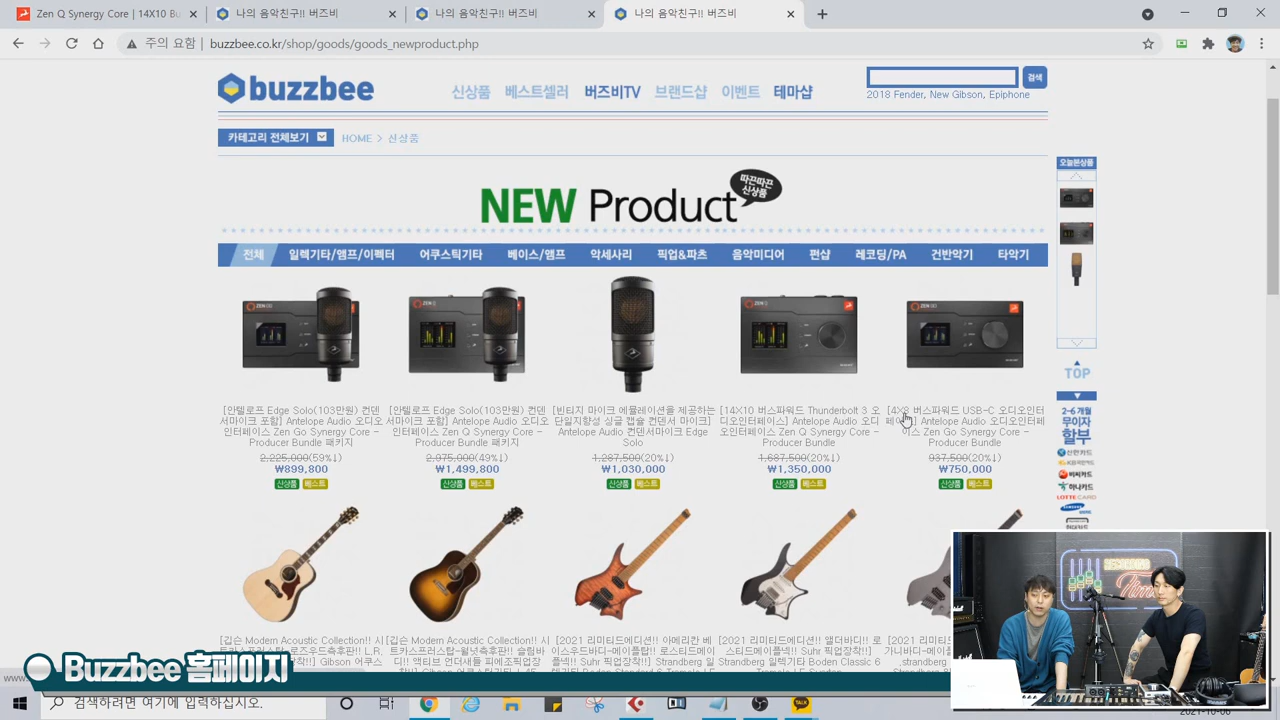 Zen Q Synergy Core | 14X10 Bu
나의 음악친구!! 버즈비
나의 음악친구!! 버즈비
나의 음악친구!! 버즈비
주의 요함 | buzzbee.co.kr/shop/goods/goods_newproduct.php
buzzbee
신상품 베스트셀러 버즈비TV 브랜드샵 이벤트 테마샵
검색
2018 Fender, New Gibson, Epiphone
카테고리 전체보기 HOME > 신상품
오늘본상품
NEW Product
따끈따끈
신상품
전체 일렉기타/앰프/이펙터 어쿠스틱기타 베이스/앰프 악세사리 픽업&파츠 음악미디어 펀샵 레코딩/PA 건반악기 타악기
[안텔로프 Edge Solo(103만원) 컨덴
서마이크 포함] Antelope Audio 오디오
인터페이스 Zen Go Synergy Core -
Producer Bundle 패키지
2,225,000(59%↓)
₩899,800
신상품 베스트
[안텔로프 Edge Solo(103만원) 컨덴
서마이크 포함] Antelope Audio 오디오
인터페이스 Zen Q Synergy Core -
Producer Bundle 패키지
2,975,000(49%↓)
₩1,499,800
신상품 베스트
[빈티지 마이크 에뮬레이션을 제공하는
단일지향성 싱글 캡슐 컨덴서 마이크]
Antelope Audio 컨덴서마이크 Edge
Solo
1,287,500(20%↓)
₩1,030,000
신상품 베스트
[14X10 버스파워드 Thunderbolt 3 오
디오인터페이스] Antelope Audio 오디
오인터페이스 Zen Q Synergy Core -
Producer Bundle
1,687,500(20%↓)
₩1,350,000
신상품 베스트
버스파워드 USB-C 오디오인터
Antelope Audio 오디오인터페
이스 Zen Go Synergy Core -
Producer Bundle
937,500(20%↓)
₩750,000
신상품 베스트
TOP
2-6 개월
무이자
할부
신한카드
KB국민카드
비씨카드
하나카드
LOTTE CARD
SAMSUNG
[깁슨 Modern Acoustic Collection!! 시
[깁슨 Modern Acoustic Collection!! 시
[2021 리미티드에디션!! 아메리칸 베
[2021 리미티드에디션!! 앨더바디!! 로
RECORDING
Time
Buzzbee 홈페이지
검색하려면 여기에 입력하십시오.
TALK